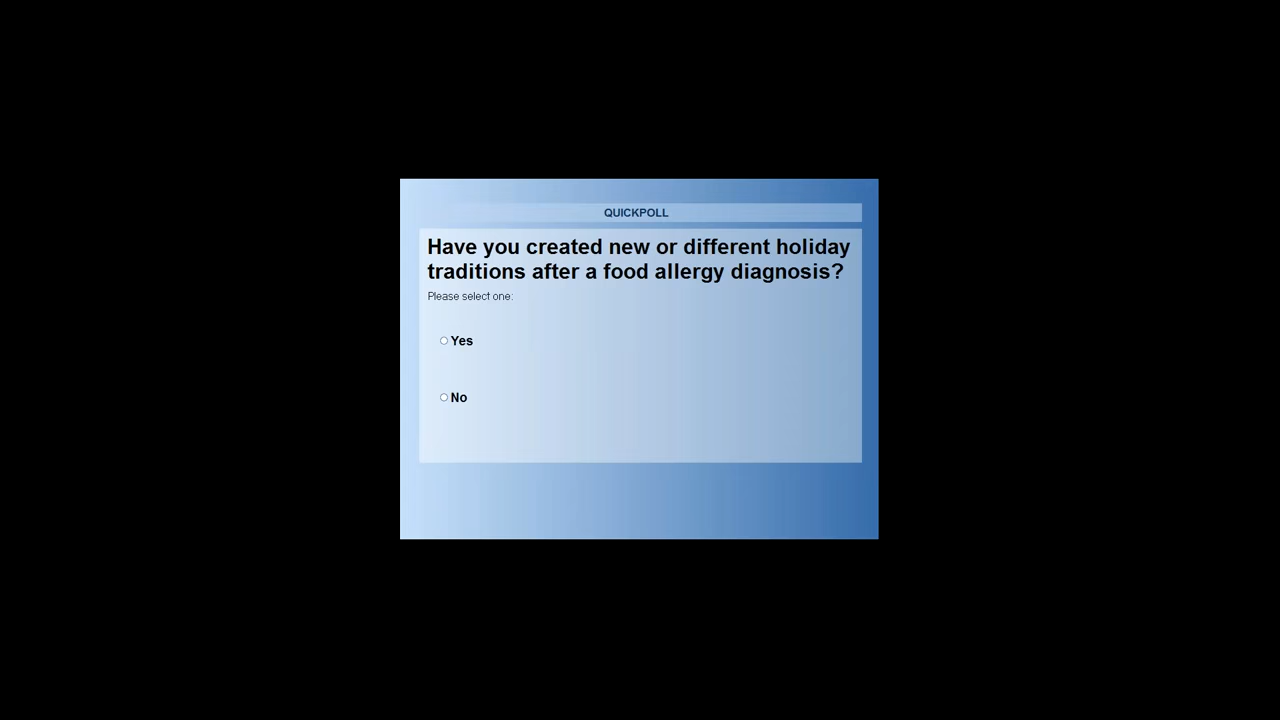 QUICKPOLL
Have you created new or different holiday
traditions after a food allergy diagnosis?
Please select one:
Yes
No